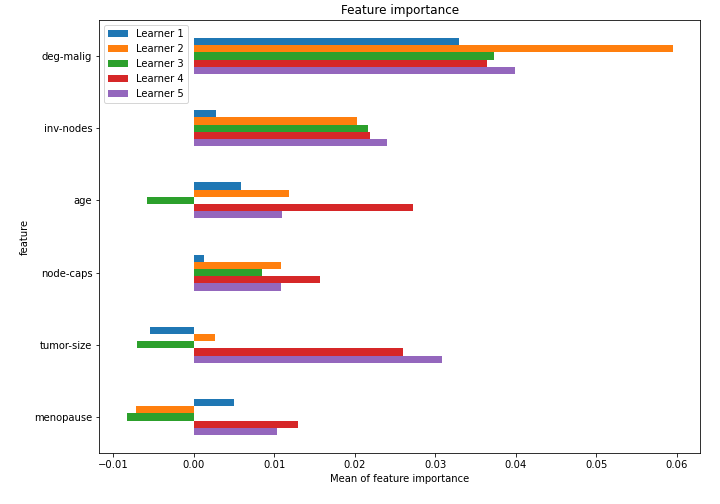 Feature importance
Learner 1
Learner 2
Learner 3
Learner 4
Learner 5
deg-malig
inv-nodes
age
node-caps
tumor-size
menopause
feature
−0.01 0.00 0.01 0.02 0.03 0.04 0.05 0.06
Mean of feature importance